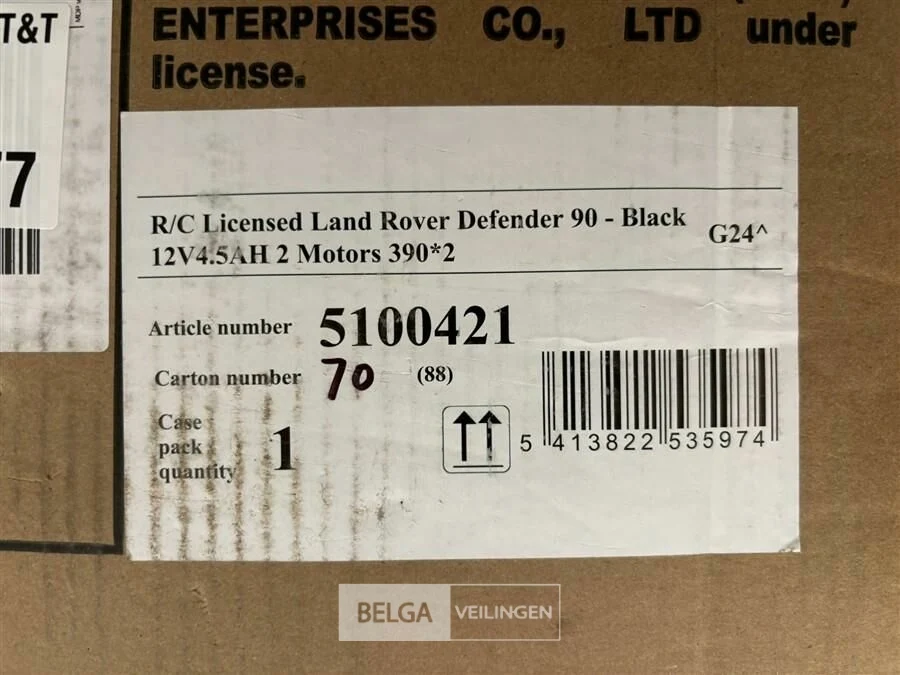 T&T
7
ENTERPRISES CO., LTD under
license.
R/C Licensed Land Rover Defender 90 - Black
12V4.5AH 2 Motors 390*2
G24^
Article number 5100421
Carton number 70 (88)
Case
pack
quantity
1
5 413822 535974
BELGA VEILINGEN